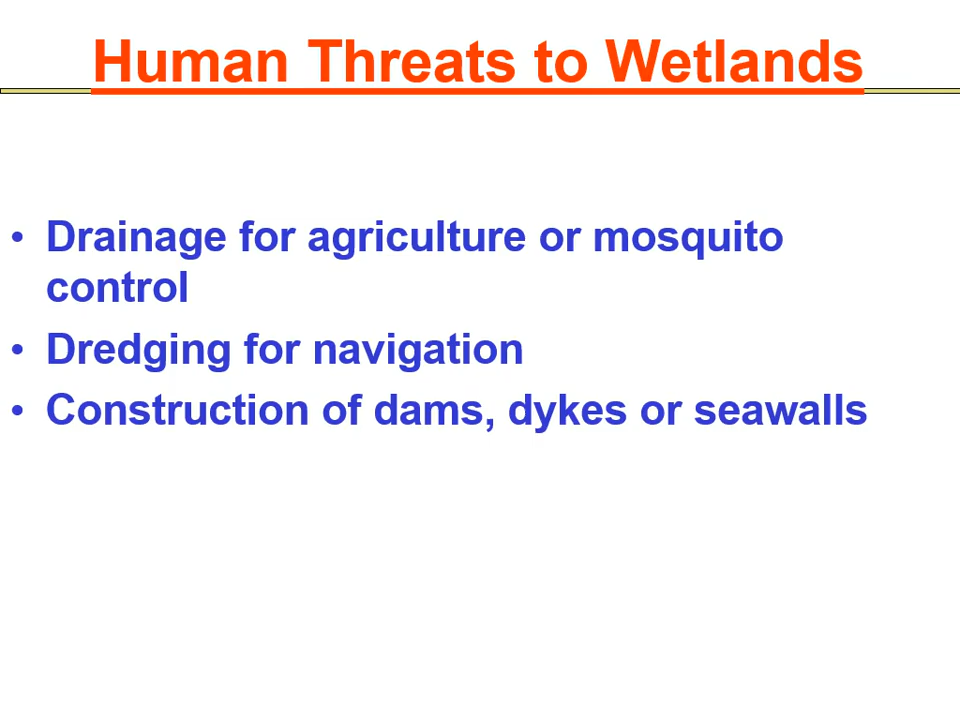 Human Threats to Wetlands
• Drainage for agriculture or mosquito
control
• Dredging for navigation
• Construction of dams, dykes or seawalls